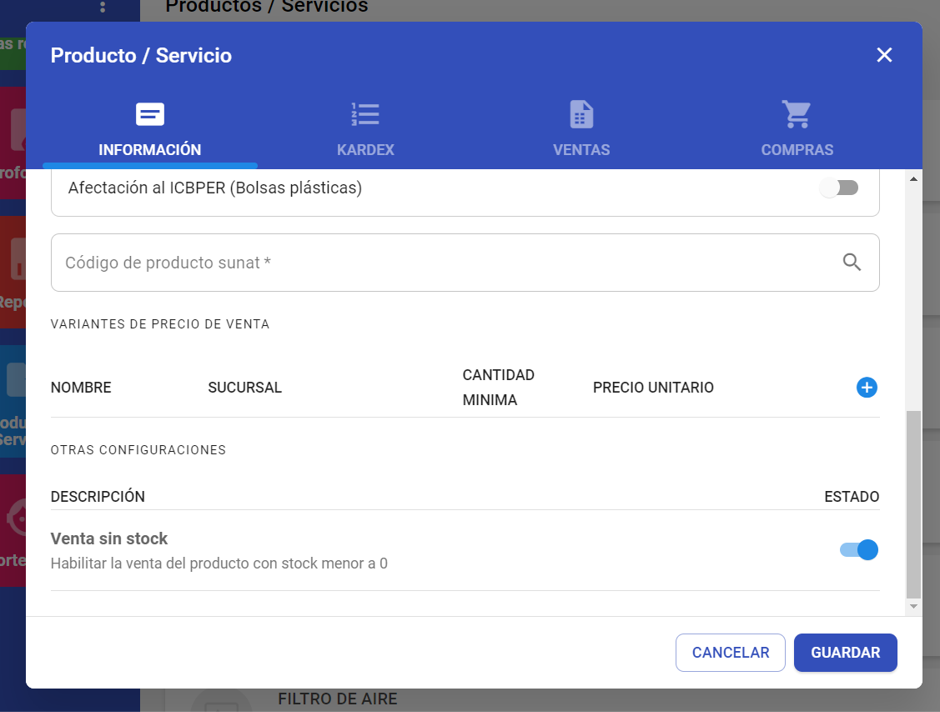 Productos / Servicios
Producto / Servicio
INFORMACIÓN
KARDEX
VENTAS
COMPRAS
Afectación al ICBPER (Bolsas plásticas)
Código de producto sunat *
VARIANTES DE PRECIO DE VENTA
NOMBRE
SUCURSAL
CANTIDAD
MINIMA
PRECIO UNITARIO
OTRAS CONFIGURACIONES
DESCRIPCIÓN
ESTADO
Venta sin stock
Habilitar la venta del producto con stock menor a 0
CANCELAR
GUARDAR
FILTRO DE AIRE